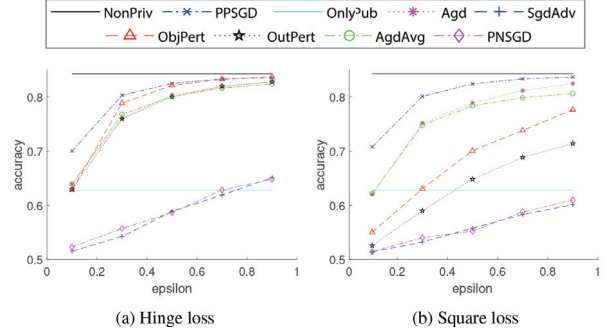 NonPriv PPSGD OnlyPub Agd SgdAdv
ObjPert OutPert AgdAvg PNSGD
0.8
0.7
0.6
0.5
accuracy
0 0.2 0.4 0.6 0.8 1
epsilon
(a) Hinge loss
0.8
0.7
0.6
0.5
accuracy
0 0.2 0.4 0.6 0.8 1
epsilon
(b) Square loss